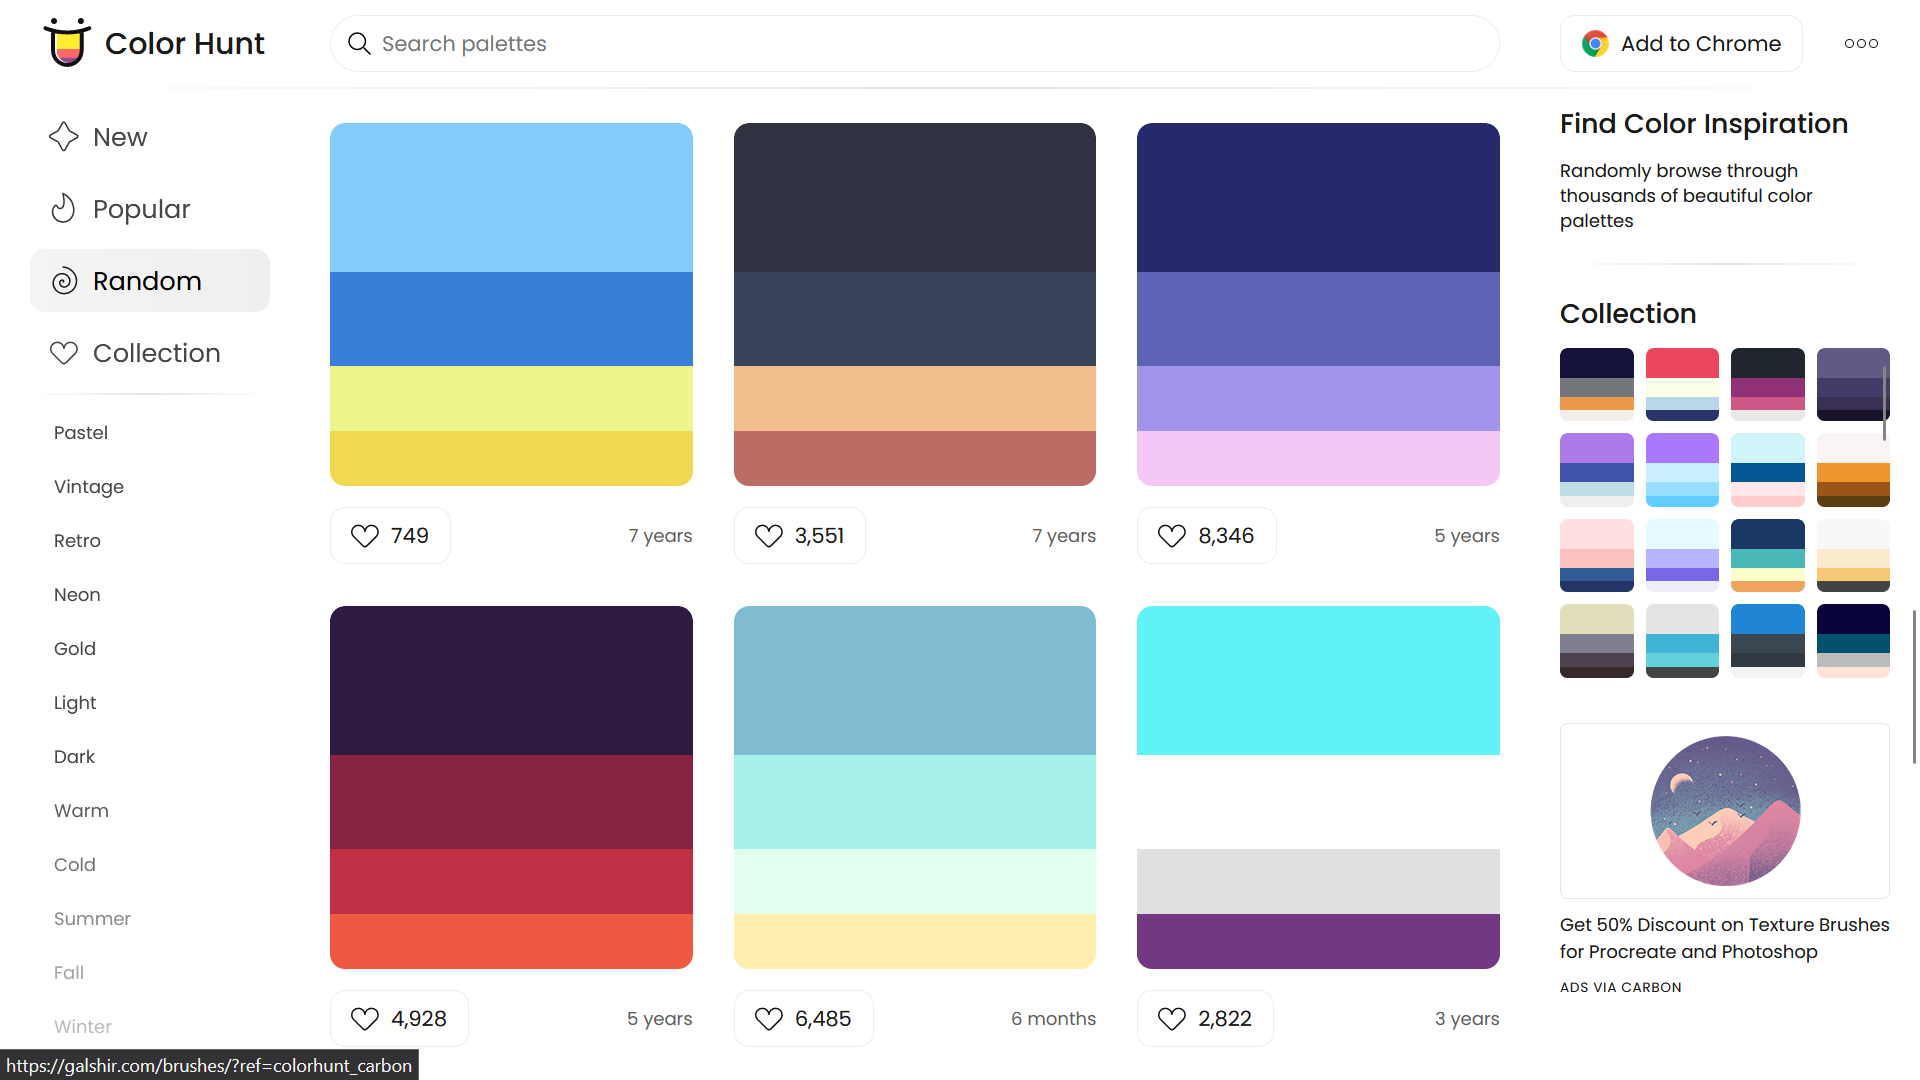 Color Hunt
Search palettes
Add to Chrome
New
Popular
Random
Collection
Pastel
Vintage
Retro
Neon
Gold
Light
Dark
Warm
Cold
Summer
Fall
Winter
749
7 years
3,551
7 years
8,346
5 years
4,928
5 years
6,485
6 months
2,822
3 years
Find Color Inspiration
Randomly browse through
thousands of beautiful color
palettes
Collection
Get 50% Discount on Texture Brushes
for Procreate and Photoshop
ADS VIA CARBON
https://galshir.com/brushes/?ref=colorhunt_carbon